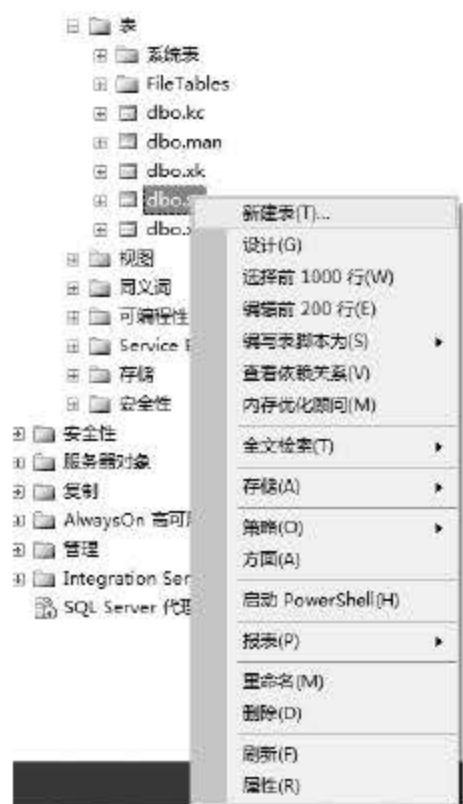 表
系统表
FileTables
dbo.kc
dbo.man
dbo.xk
dbo.
dbo.
视图
同义词
可编程性
Service
存储
安全性
安全性
服务器对象
复制
AlwaysOn 高可
管理
Integration Ser
SQL Server 代理
新建表(T)...
设计(G)
选择前 1000 行(W)
编辑前 200 行(E)
编写表脚本为(S)
查看依赖关系(V)
内存优化顾问(M)
全文检索(T)
存储(A)
策略(O)
方面(A)
启动 PowerShell(H)
报表(P)
重命名(M)
删除(D)
刷新(F)
属性(R)